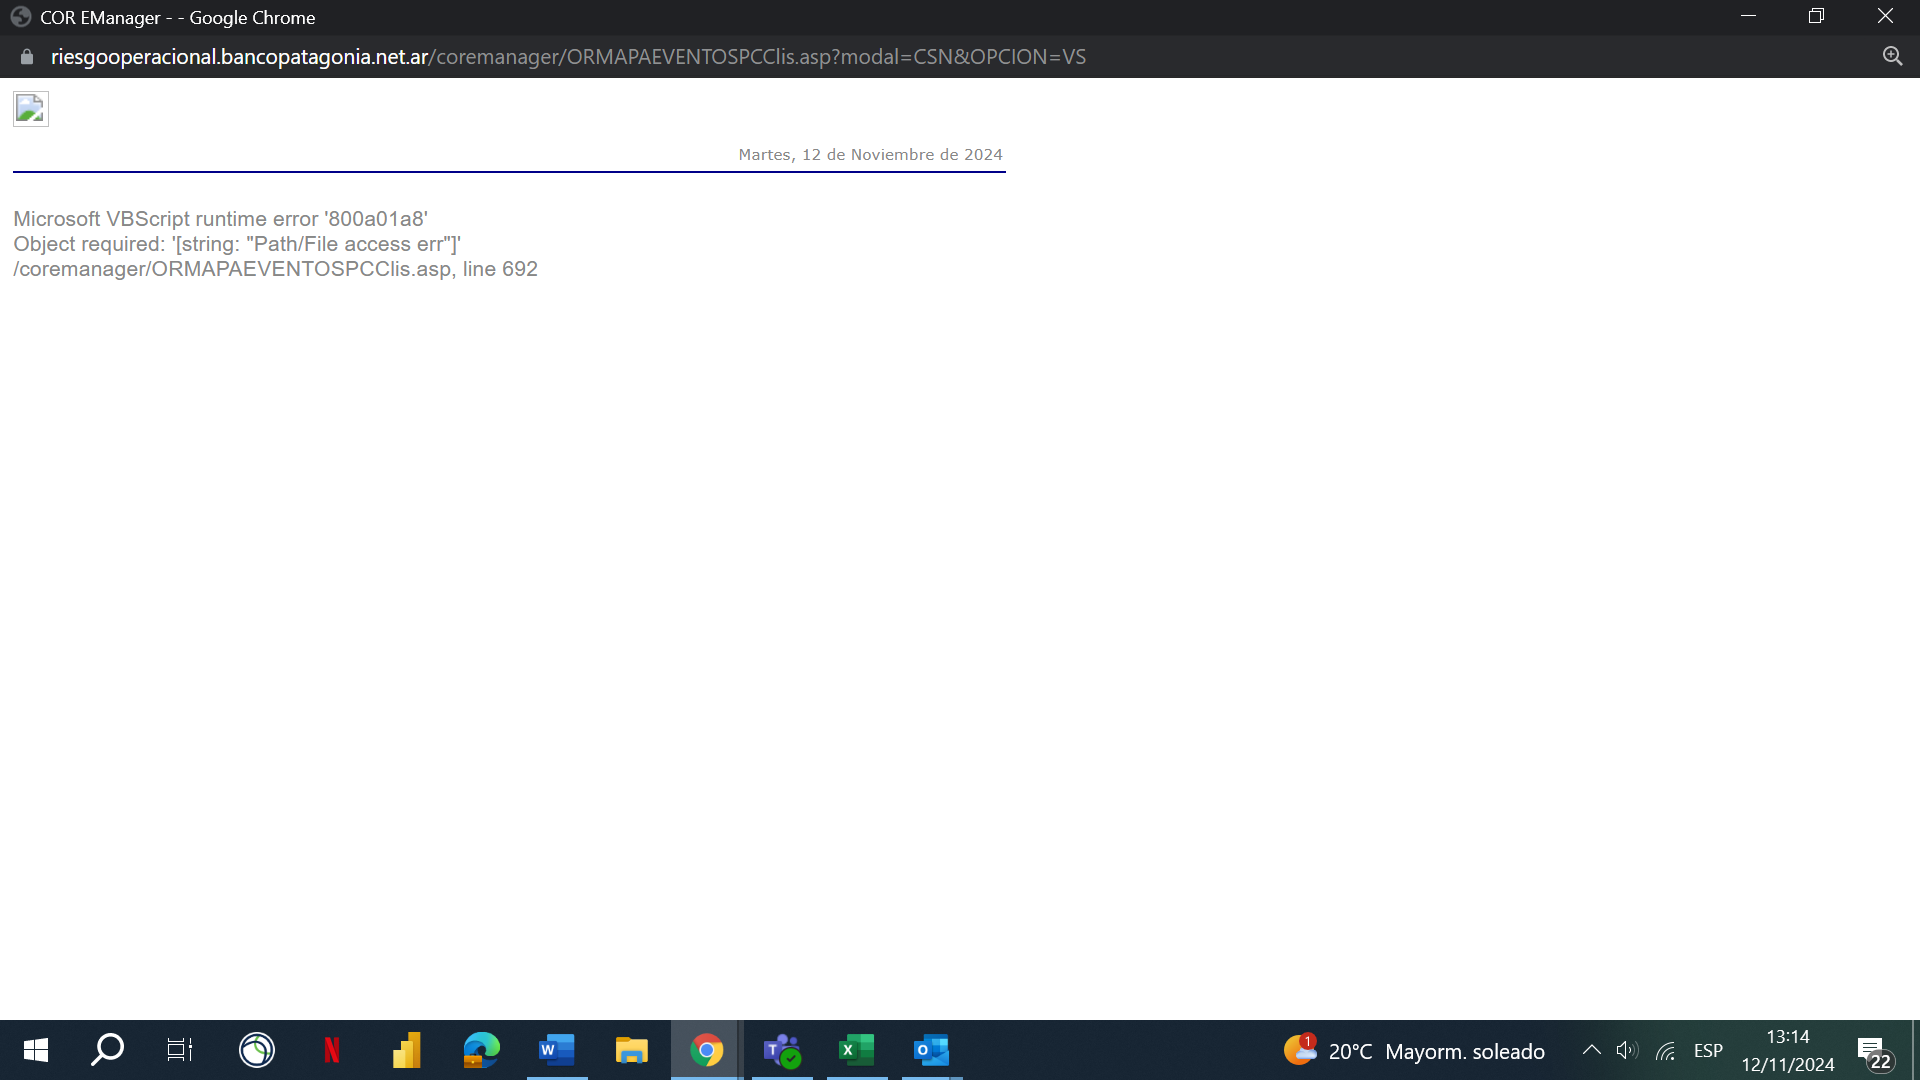 COR EManager - - Google Chrome
riesgooperacional.bancopatagonia.net.ar/coremanager/ORMAPAEVENTOSPCClis.asp?modal=CSN&OPCION=VS
Martes, 12 de Noviembre de 2024
Microsoft VBScript runtime error '800a01a8'
Object required: '[string: "Path/File access err"]'
/coremanager/ORMAPAEVENTOSPCClis.asp, line 692
N
W
T
X
O
1
20°C Mayorm. soleado
ESP
13:14
12/11/2024
22